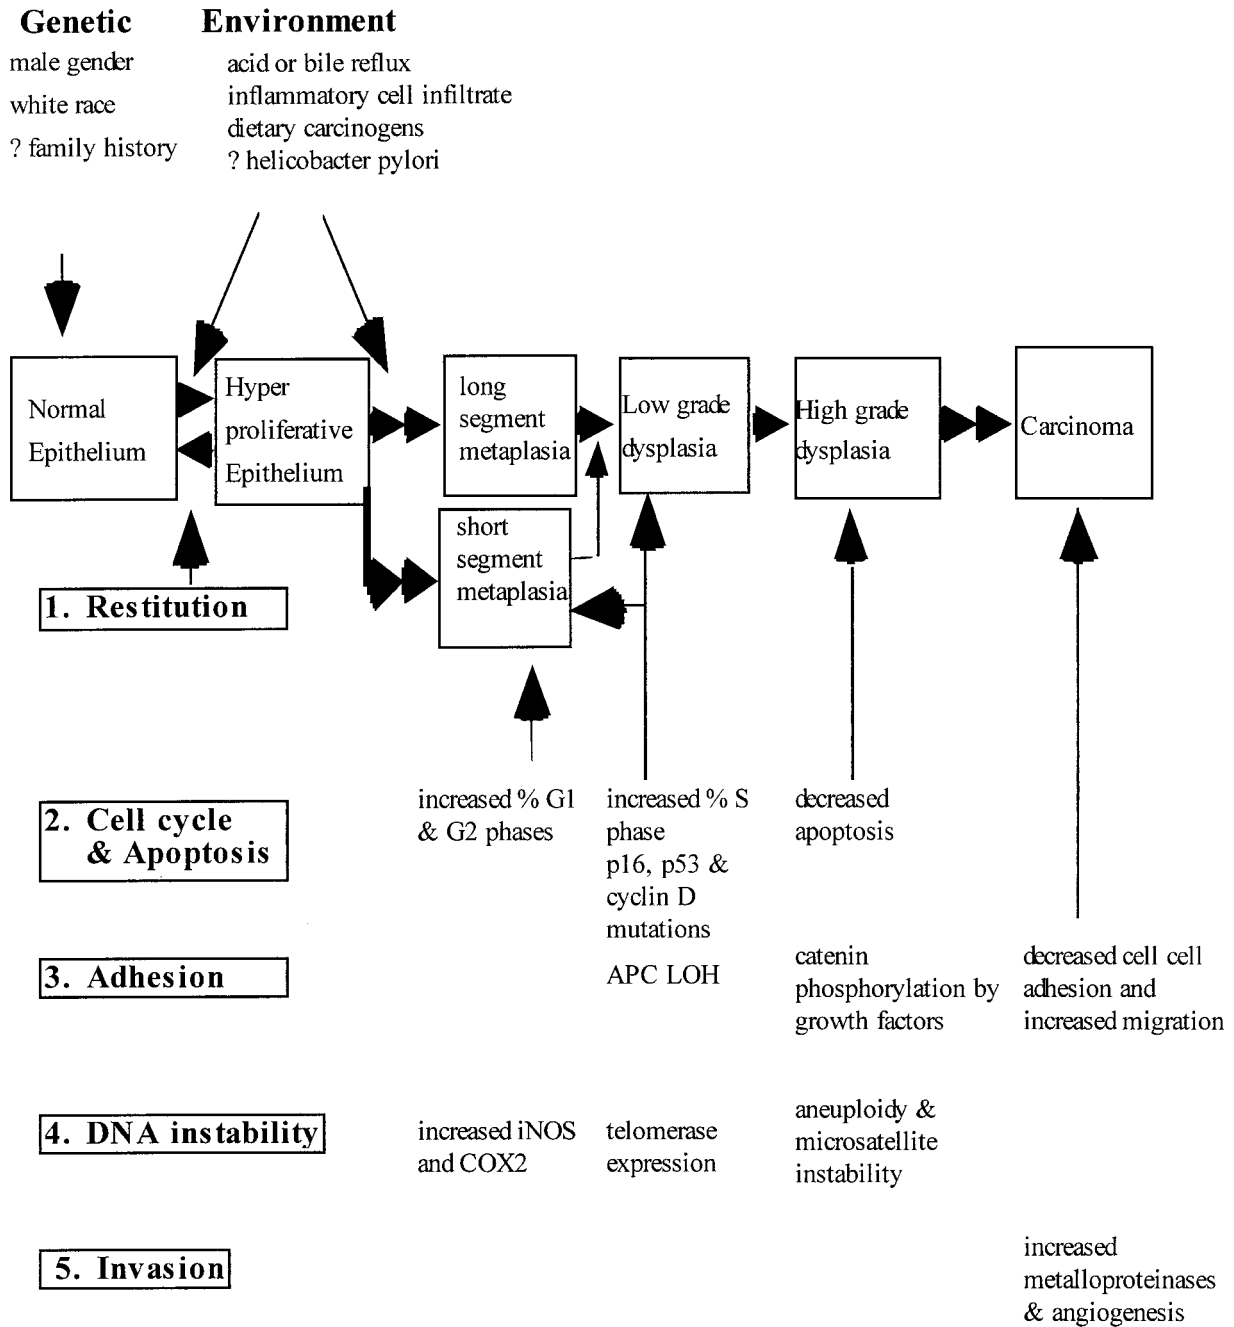 Genetic
male gender
white race
? family history
Environment
acid or bile reflux
inflammatory cell infiltrate
dietary carcinogens
? helicobacter pylori
Normal
Epithelium
Hyper
proliferative
Epithelium
long
segment
metaplasia
short
segment
metaplasia
Low grade
dysplasia
High grade
dysplasia
Carcinoma
1. Restitution
2. Cell cycle
& Apoptosis
increased % G1
& G2 phases
increased % S
phase
p16, p53 &
cyclin D
mutations
decreased
apoptosis
3. Adhesion
APC LOH
catenin
phosphorylation by
growth factors
decreased cell cell
adhesion and
increased migration
4. DNA instability
increased iNOS
and COX2
telomerase
expression
aneuploidy &
microsatellite
instability
5. Invasion
increased
metalloproteinases
& angiogenesis